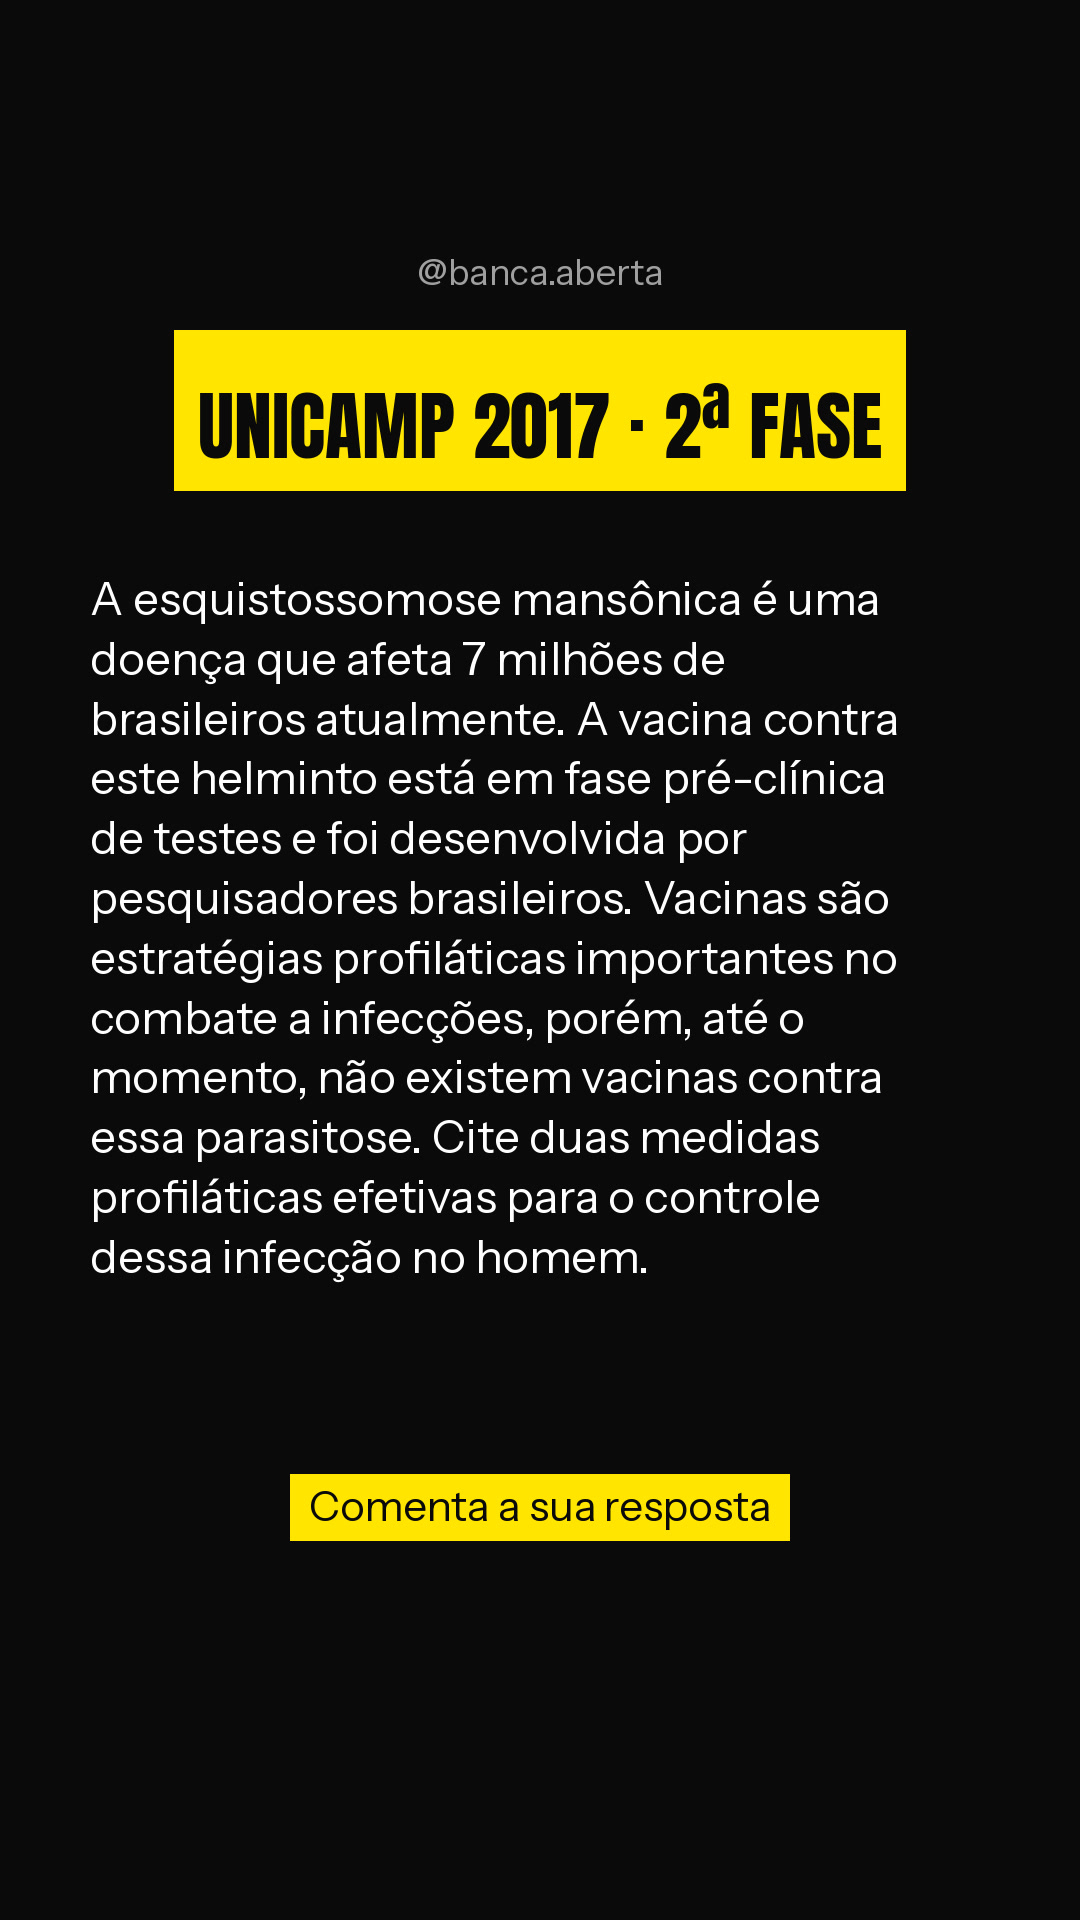 @banca.aberta
UNICAMP 2017 · 2ª FASE
A esquistossomose mansônica é uma
doença que afeta 7 milhões de
brasileiros atualmente. A vacina contra
este helminto está em fase pré-clínica
de testes e foi desenvolvida por
pesquisadores brasileiros. Vacinas são
estratégias profiláticas importantes no
combate a infecções, porém, até o
momento, não existem vacinas contra
essa parasitose. Cite duas medidas
profiláticas efetivas para o controle
dessa infecção no homem.
Comenta a sua resposta